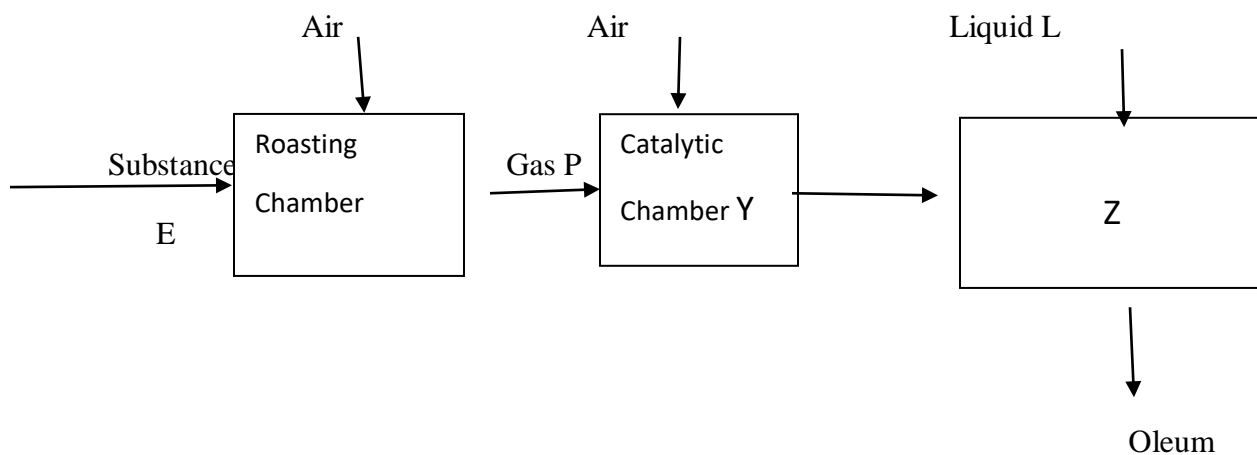 Air
Air
Liquid L
Substance
E
Roasting
Chamber
Gas P
Catalytic
Chamber Y
Z
Oleum